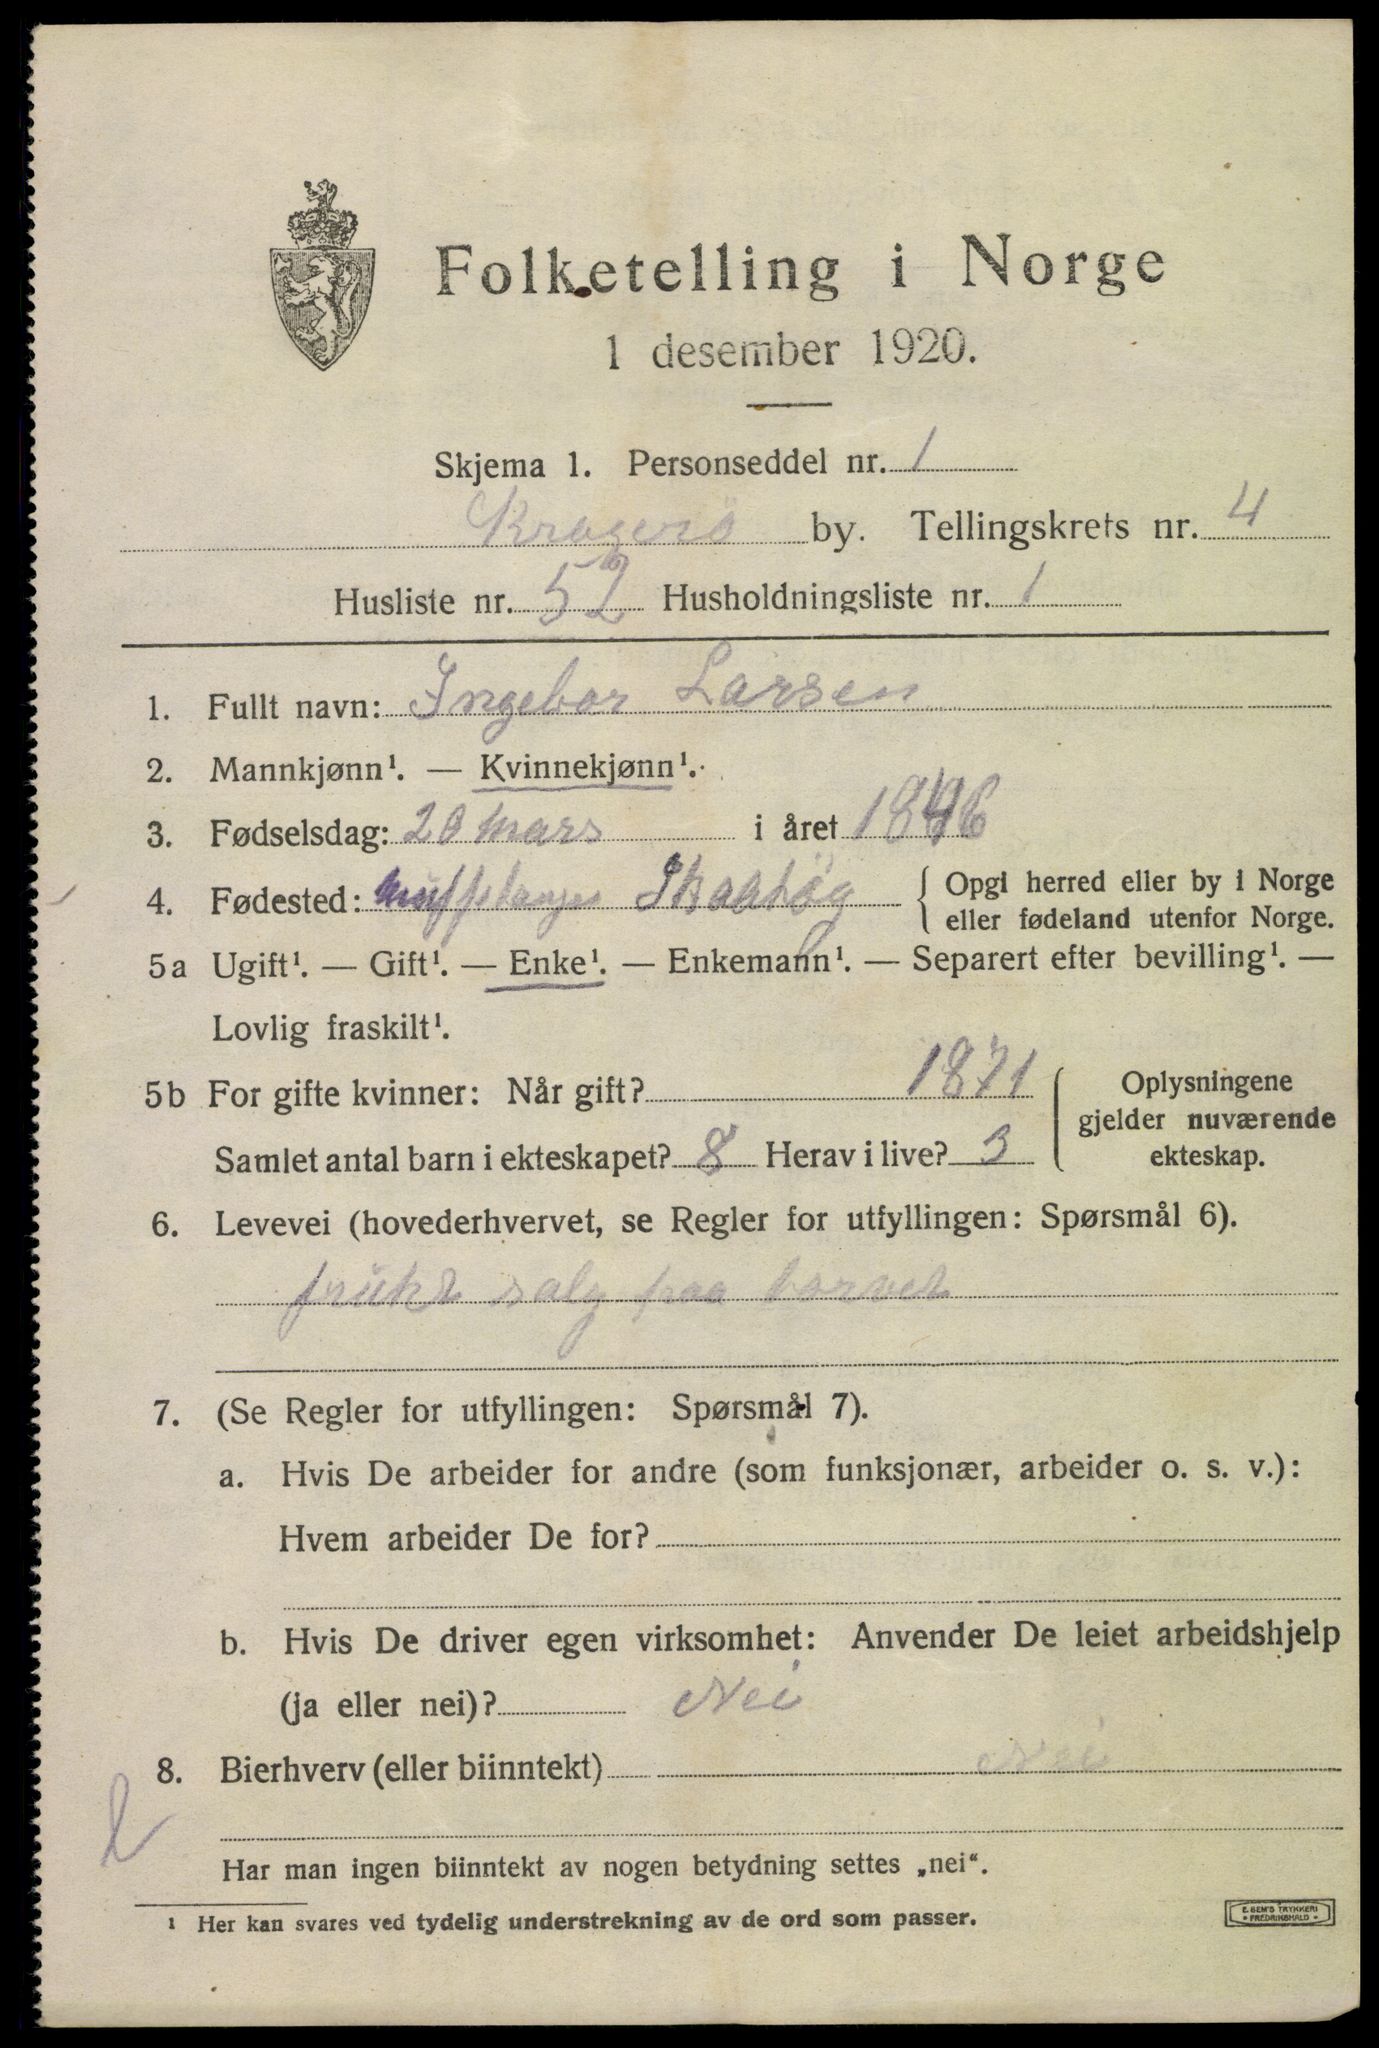 Folketelling i Norge
1 desember 1920.
Skjema 1. Personseddel nr. 1
Kragerö by. Tellingskrets nr. 4
Husliste nr. 52 Husholdningsliste nr. 1
1. Fullt navn: Ingebor Larsen
2. Mannkjønn¹. — Kvinnekjønn¹.
3. Fødselsdag: 20 Mars i året 1846
4. Fødested: Skaatög { Opgi herred eller by i Norge
eller fødeland utenfor Norge.
5a Ugift¹. — Gift¹. — Enke¹. — Enkemann¹. — Separert efter bevilling¹. —
Lovlig fraskilt¹.
5b For gifte kvinner: Når gift? 1871
Samlet antal barn i ekteskapet? 8 Herav i live? 3
Oplysningene
gjelder nuværende
ekteskap.
6. Levevei (hovederhvervet, se Regler for utfyllingen: Spørsmål 6).
frukt salg paa torvet
7. (Se Regler for utfyllingen: Spørsmål 7).
a. Hvis De arbeider for andre (som funksjonær, arbeider o. s. v.):
Hvem arbeider De for?
b. Hvis De driver egen virksomhet: Anvender De leiet arbeidshjelp
(ja eller nei)? Nei
8. Bierhverv (eller biinntekt) Nei
Har man ingen biinntekt av nogen betydning settes „nei“.
¹ Her kan svares ved tydelig understrekning av de ord som passer.
E. SEM'S TRYKKERI
• FREDRIKSHALD •